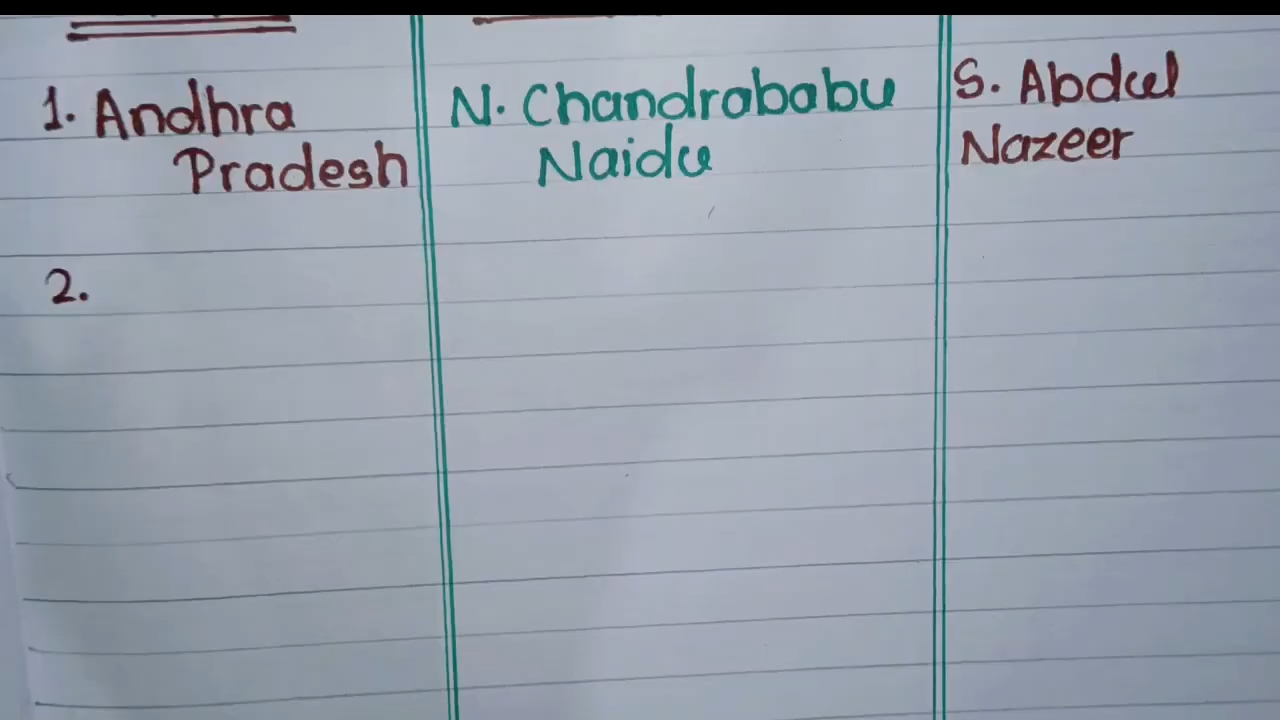 1. Andhra
Pradesh
N. Chandrababu
Naidu
S. Abdul
Nazeer
2.